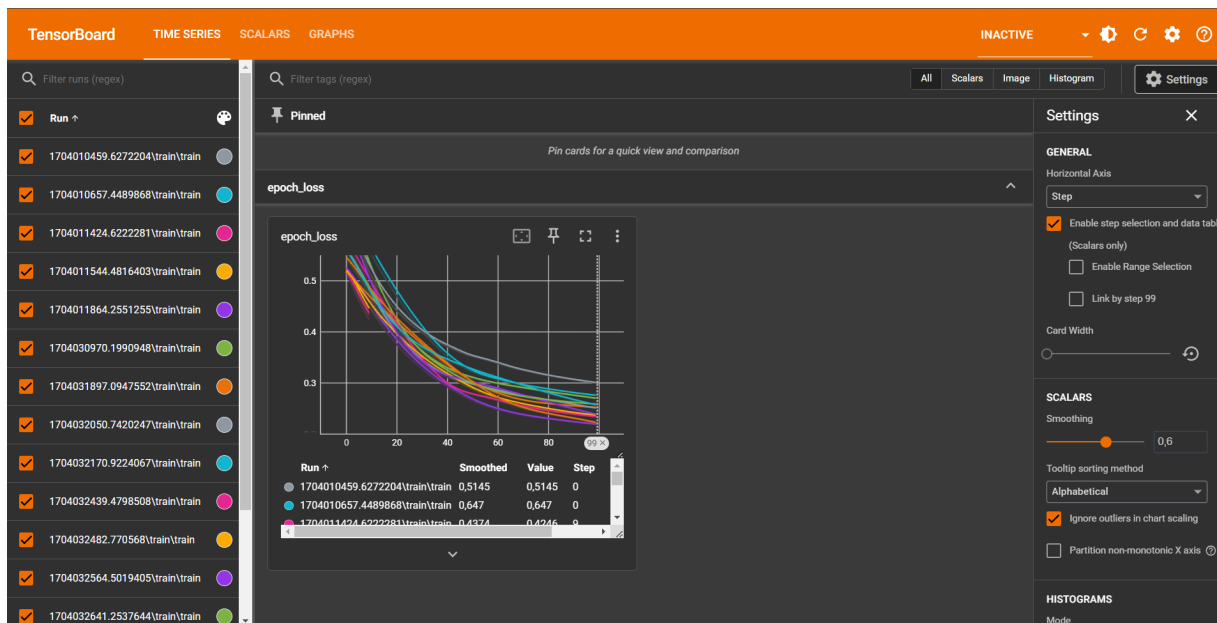 TensorBoard TIME SERIES SCALARS GRAPHS INACTIVE
Filter runs (regex)
Run ↑
1704010459.6272204\train\train
1704010657.4489868\train\train
1704011424.6222281\train\train
1704011544.4816403\train\train
1704011864.2551255\train\train
1704030970.1990948\train\train
1704031897.0947552\train\train
1704032050.7420247\train\train
1704032170.9224067\train\train
1704032439.4798508\train\train
1704032482.770568\train\train
1704032564.5019405\train\train
1704032641.2537644\train\train
Filter tags (regex) All Scalars Image Histogram Settings
Pinned
Pin cards for a quick view and comparison
epoch_loss
epoch_loss
0.5
0.4
0.3
0 20 40 60 80 99 ×
Run ↑ Smoothed Value Step
1704010459.6272204\train\train 0,5145 0,5145 0
1704010657.4489868\train\train 0,647 0,647 0
1704011424.6222281\train\train 0,4374 0,4246 9
Settings
GENERAL
Horizontal Axis
Step
Enable step selection and data tabl
(Scalars only)
Enable Range Selection
Link by step 99
Card Width
SCALARS
Smoothing
0,6
Tooltip sorting method
Alphabetical
Ignore outliers in chart scaling
Partition non-monotonic X axis
HISTOGRAMS
Mode